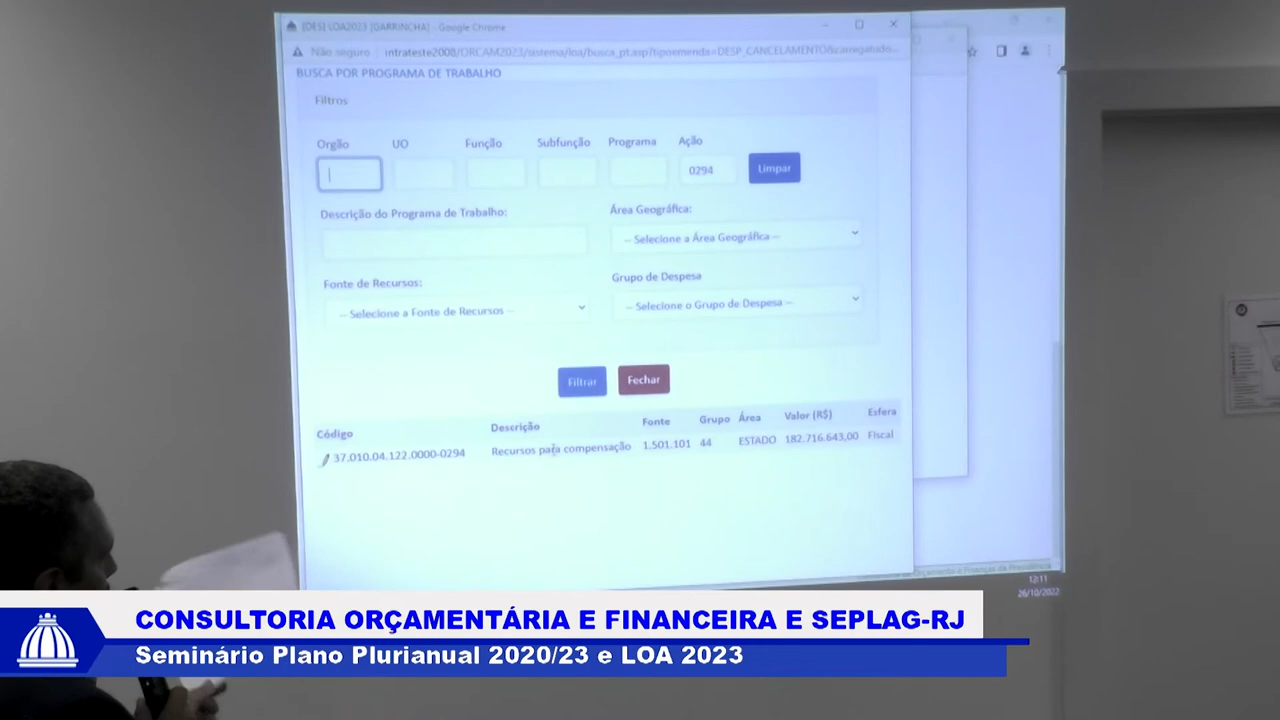 [DES] LOA2023 [GARRINCHA] - Google Chrome
Não seguro | intrateste2008/ORCAM2023/sistema/loa/busca_pt.asp?tipoemenda=DESP_CANCELAMENTO&carregatudo...
BUSCA POR PROGRAMA DE TRABALHO
Filtros
Orgão UO Função Subfunção Programa Ação
0294 Limpar
Descrição do Programa de Trabalho: Área Geográfica:
-- Selecione a Área Geográfica --
Fonte de Recursos: Grupo de Despesa
-- Selecione a Fonte de Recursos -- -- Selecione o Grupo de Despesa --
Filtrar Fechar
Código Descrição Fonte Grupo Área Valor (R$) Esfera
37.010.04.122.0000-0294 Recursos para compensação 1.501.101 44 ESTADO 182.716.643,00 Fiscal
12:11
26/10/2022
CONSULTORIA ORÇAMENTÁRIA E FINANCEIRA E SEPLAG-RJ
Seminário Plano Plurianual 2020/23 e LOA 2023